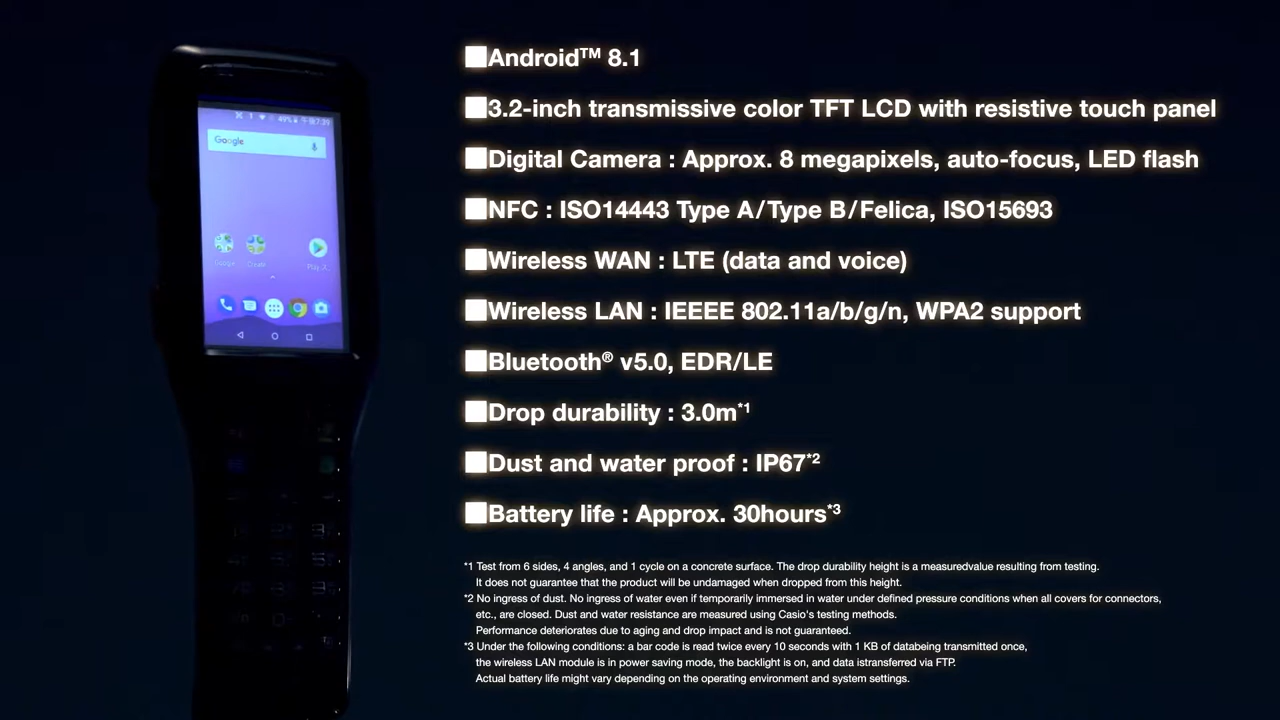 49% 午後7:39
Google
Google
Create
Play ス...
■Android™ 8.1
■3.2-inch transmissive color TFT LCD with resistive touch panel
■Digital Camera : Approx. 8 megapixels, auto-focus, LED flash
■NFC : ISO14443 Type A/Type B/Felica, ISO15693
■Wireless WAN : LTE (data and voice)
■Wireless LAN : IEEEE 802.11a/b/g/n, WPA2 support
■Bluetooth® v5.0, EDR/LE
■Drop durability : 3.0m*1
■Dust and water proof : IP67*2
■Battery life : Approx. 30hours*3
*1 Test from 6 sides, 4 angles, and 1 cycle on a concrete surface. The drop durability height is a measuredvalue resulting from testing.
It does not guarantee that the product will be undamaged when dropped from this height.
*2 No ingress of dust. No ingress of water even if temporarily immersed in water under defined pressure conditions when all covers for connectors,
etc., are closed. Dust and water resistance are measured using Casio's testing methods.
Performance deteriorates due to aging and drop impact and is not guaranteed.
*3 Under the following conditions: a bar code is read twice every 10 seconds with 1 KB of databeing transmitted once,
the wireless LAN module is in power saving mode, the backlight is on, and data istransferred via FTP.
Actual battery life might vary depending on the operating environment and system settings.